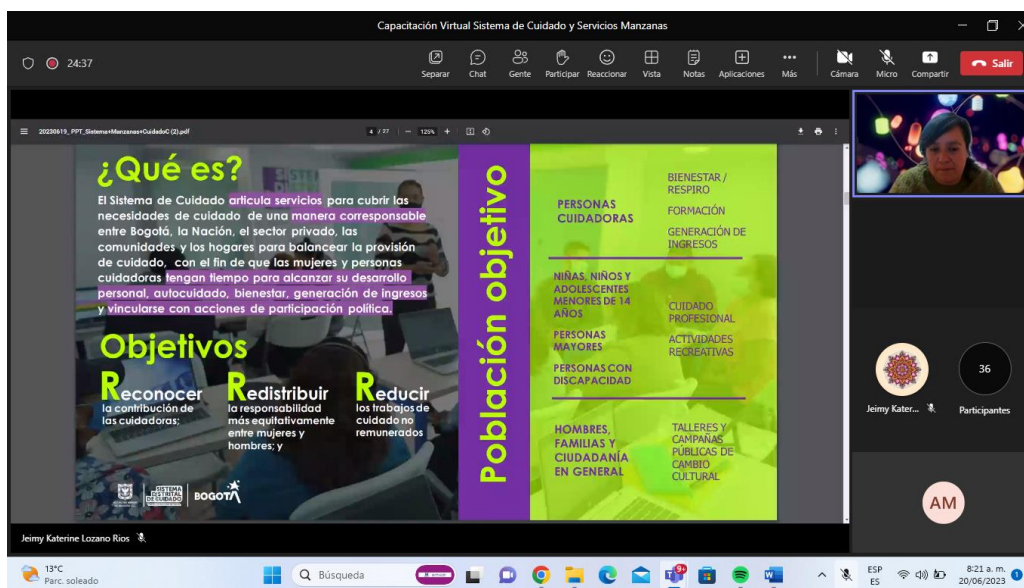 Capacitación Virtual Sistema de Cuidado y Servicios Manzanas
24:37
Separar
Chat
Gente
Participar
Reaccionar
Vista
Notas
Aplicaciones
Más
Cámara
Micro
Compartir
Salir
20230619_PPT_Sistema+Manzanas+CuidadoC (2).pdf
4 / 27
125%
¿Qué es?
El Sistema de Cuidado articula servicios para cubrir las
necesidades de cuidado de una manera corresponsable
entre Bogotá, la Nación, el sector privado, las
comunidades y los hogares para balancear la provisión
de cuidado, con el fin de que las mujeres y personas
cuidadoras tengan tiempo para alcanzar su desarrollo
personal, autocuidado, bienestar, generación de ingresos
y vincularse con acciones de participación política.
Objetivos
Reconocer
la contribución de
las cuidadoras;
Redistribuir
la responsabilidad
más equitativamente
entre mujeres y
hombres; y
Reducir
los trabajos de
cuidado no
remunerados
SISTEMA
DISTRITAL
DE CUIDADO
BOGOTÁ
Población objetivo
PERSONAS
CUIDADORAS
BIENESTAR /
RESPIRO
FORMACIÓN
GENERACIÓN DE
INGRESOS
NIÑAS, NIÑOS Y
ADOLESCENTES
MENORES DE 14
AÑOS
PERSONAS
MAYORES
PERSONAS CON
DISCAPACIDAD
CUIDADO
PROFESIONAL
ACTIVIDADES
RECREATIVAS
HOMBRES,
FAMILIAS Y
CIUDADANÍA
EN GENERAL
TALLERES Y
CAMPAÑAS
PÚBLICAS DE
CAMBIO
CULTURAL
Jeimy Kater...
36
Participantes
AM
Jeimy Katerine Lozano Rios
13°C
Parc. soleado
Búsqueda
ESP
ES
8:21 a. m.
20/06/2023